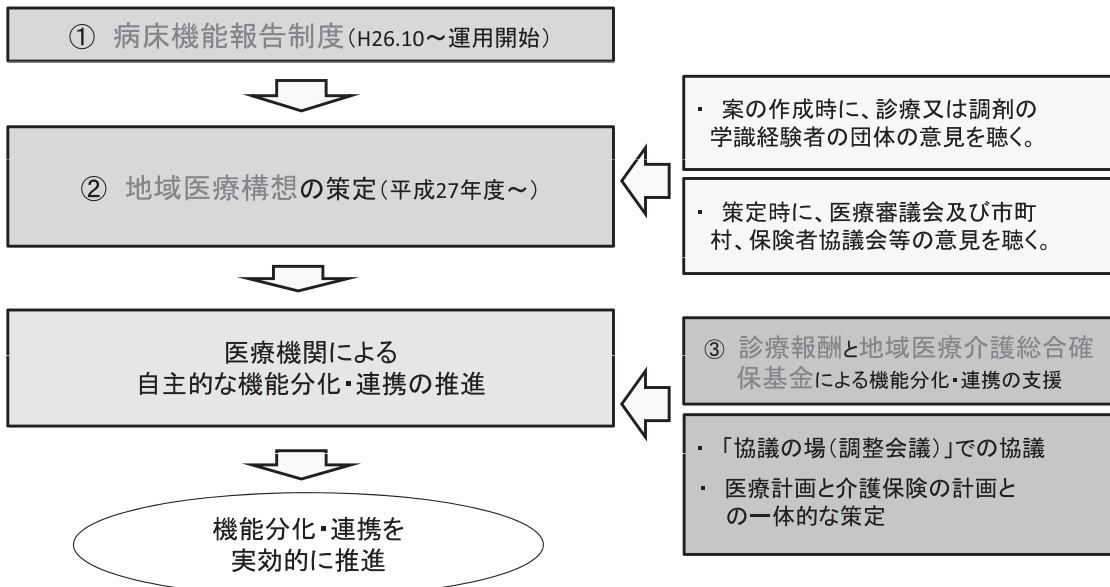 ① 病床機能報告制度(H26.10～運用開始)
・ 案の作成時に、診療又は調剤の
学識経験者の団体の意見を聴く。
② 地域医療構想の策定(平成27年度～)
・ 策定時に、医療審議会及び市町
村、保険者協議会等の意見を聴く。
医療機関による
自主的な機能分化・連携の推進
③ 診療報酬と地域医療介護総合確
保基金による機能分化・連携の支援
・ 「協議の場(調整会議)」での協議
・ 医療計画と介護保険の計画と
の一体的な策定
機能分化・連携を
実効的に推進